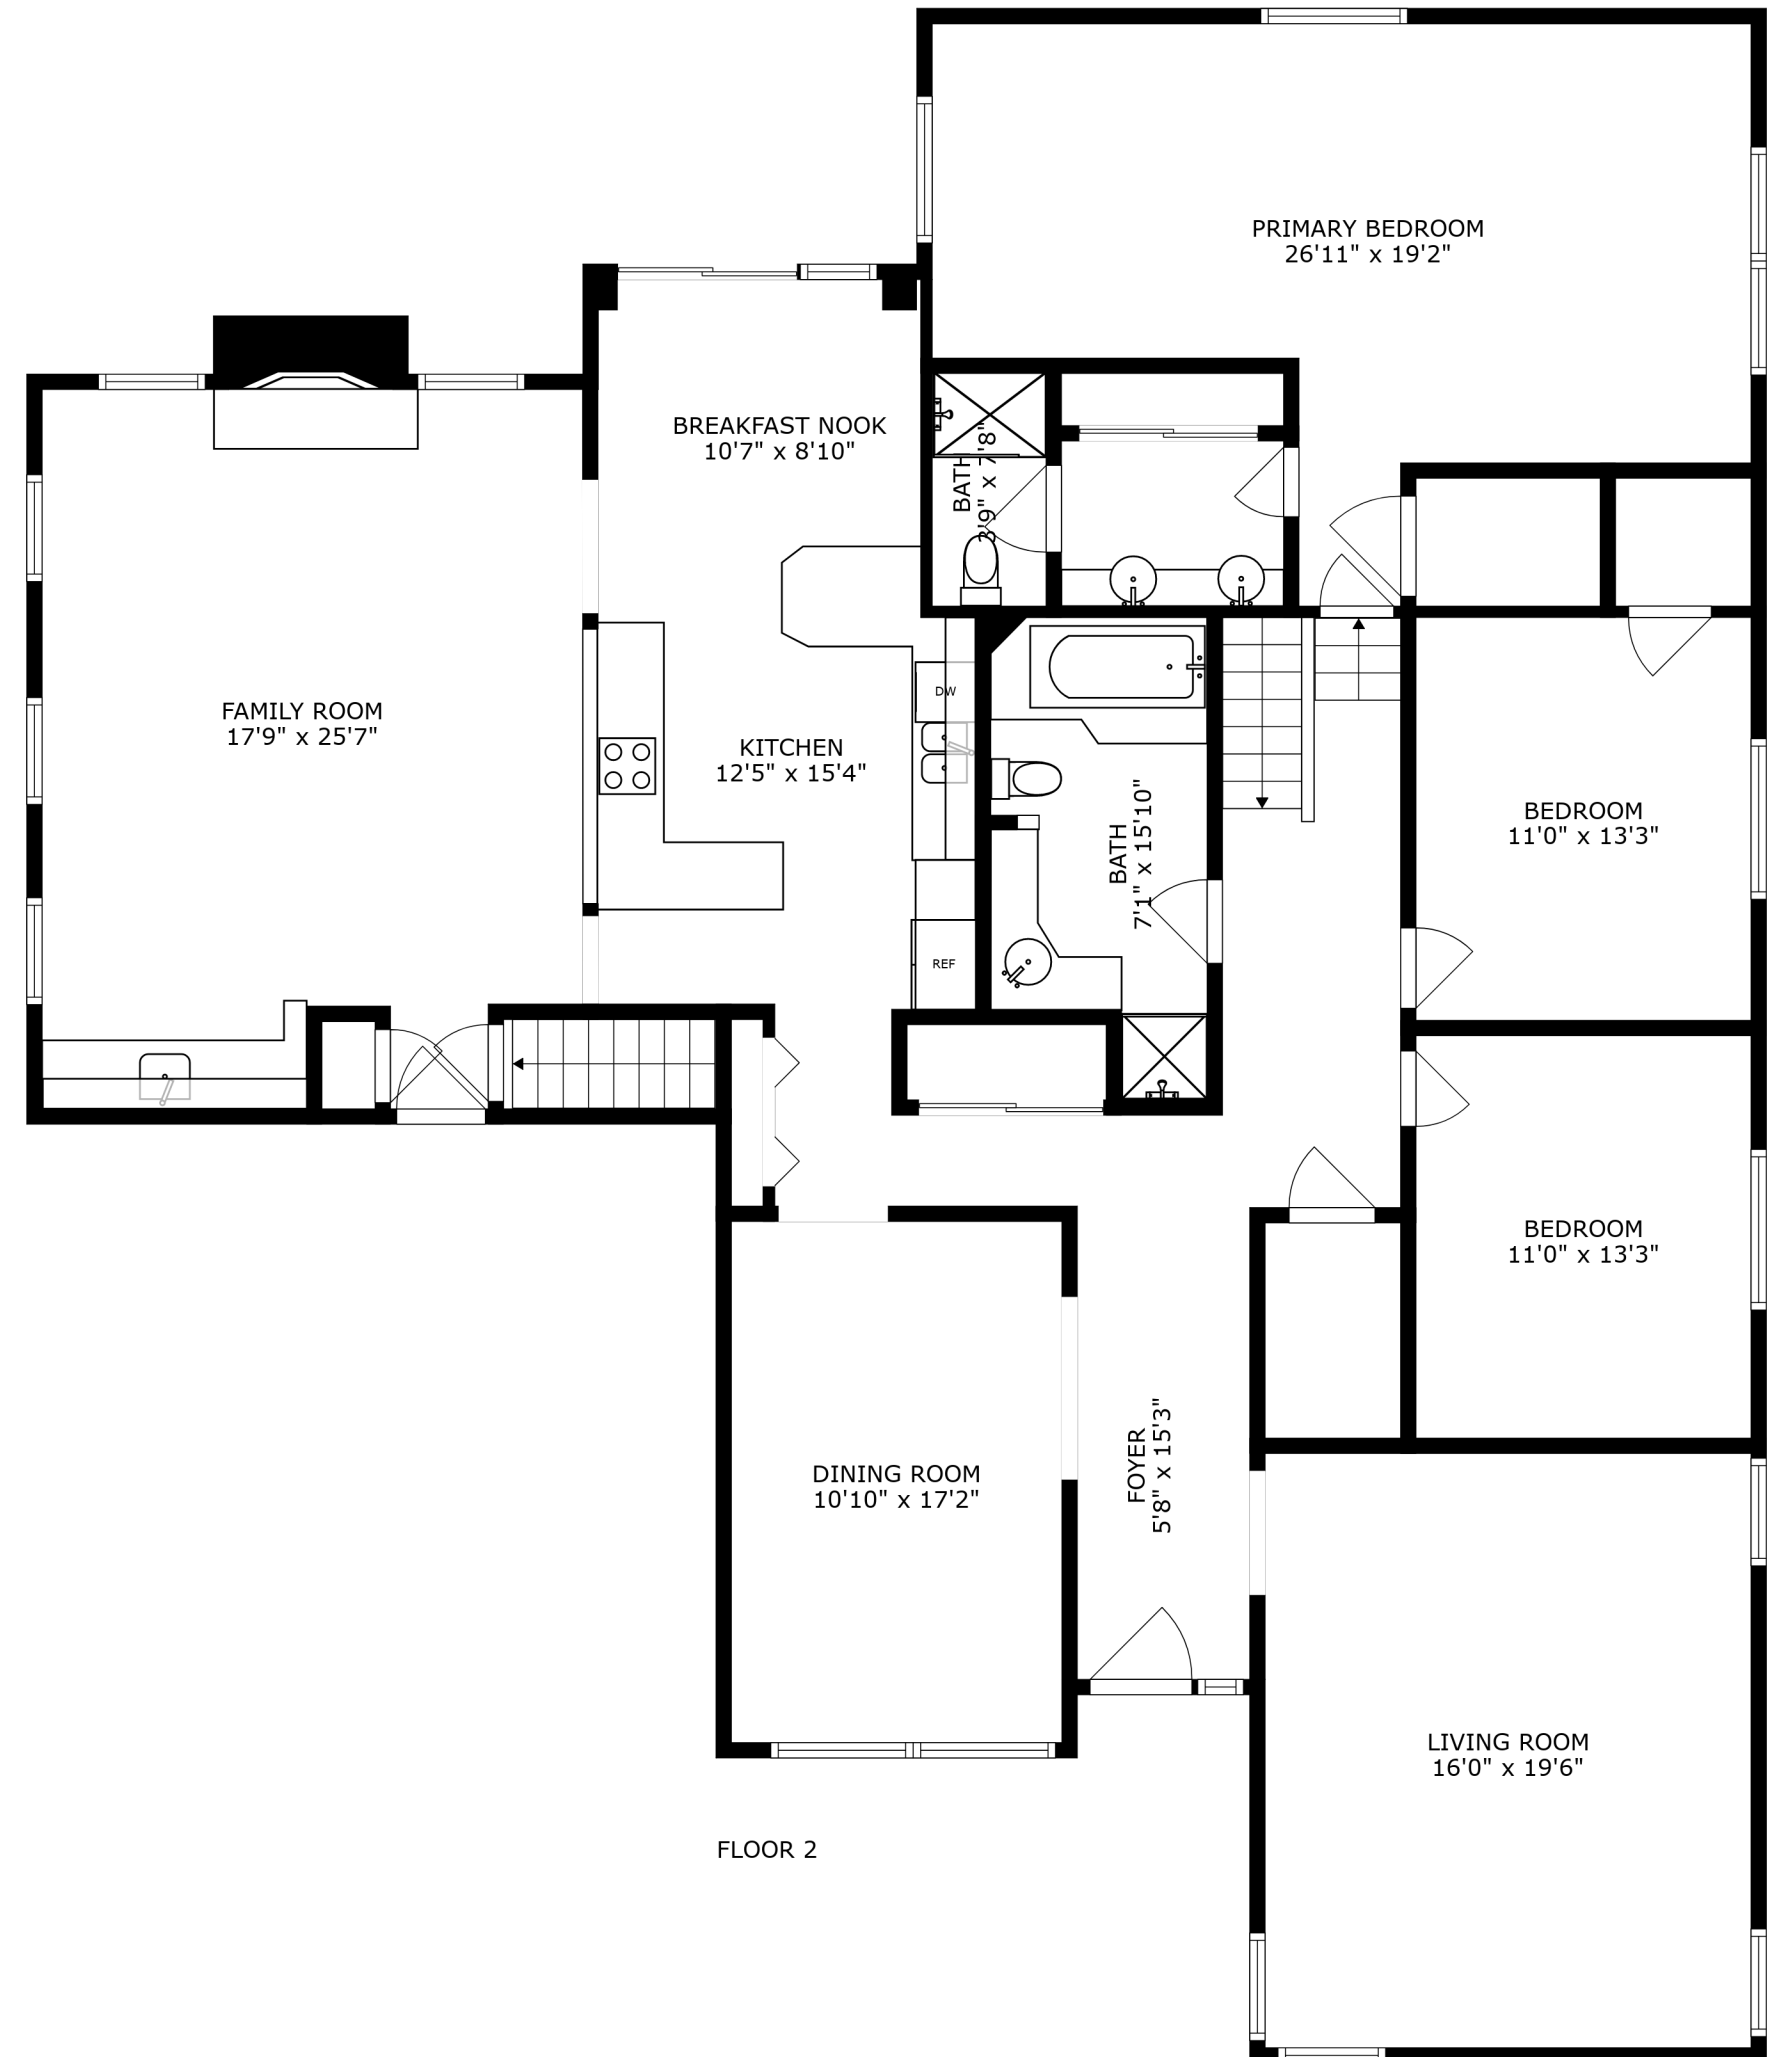 PRIMARY BEDROOM
26'11" x 19'2"
BREAKFAST NOOK
10'7" x 8'10"
BATH
3'9" x 7'8"
FAMILY ROOM
17'9" x 25'7"
KITCHEN
12'5" x 15'4"
DW
BATH
7'1" x 15'10"
BEDROOM
11'0" x 13'3"
REF
BEDROOM
11'0" x 13'3"
DINING ROOM
10'10" x 17'2"
FOYER
5'8" x 15'3"
LIVING ROOM
16'0" x 19'6"
FLOOR 2